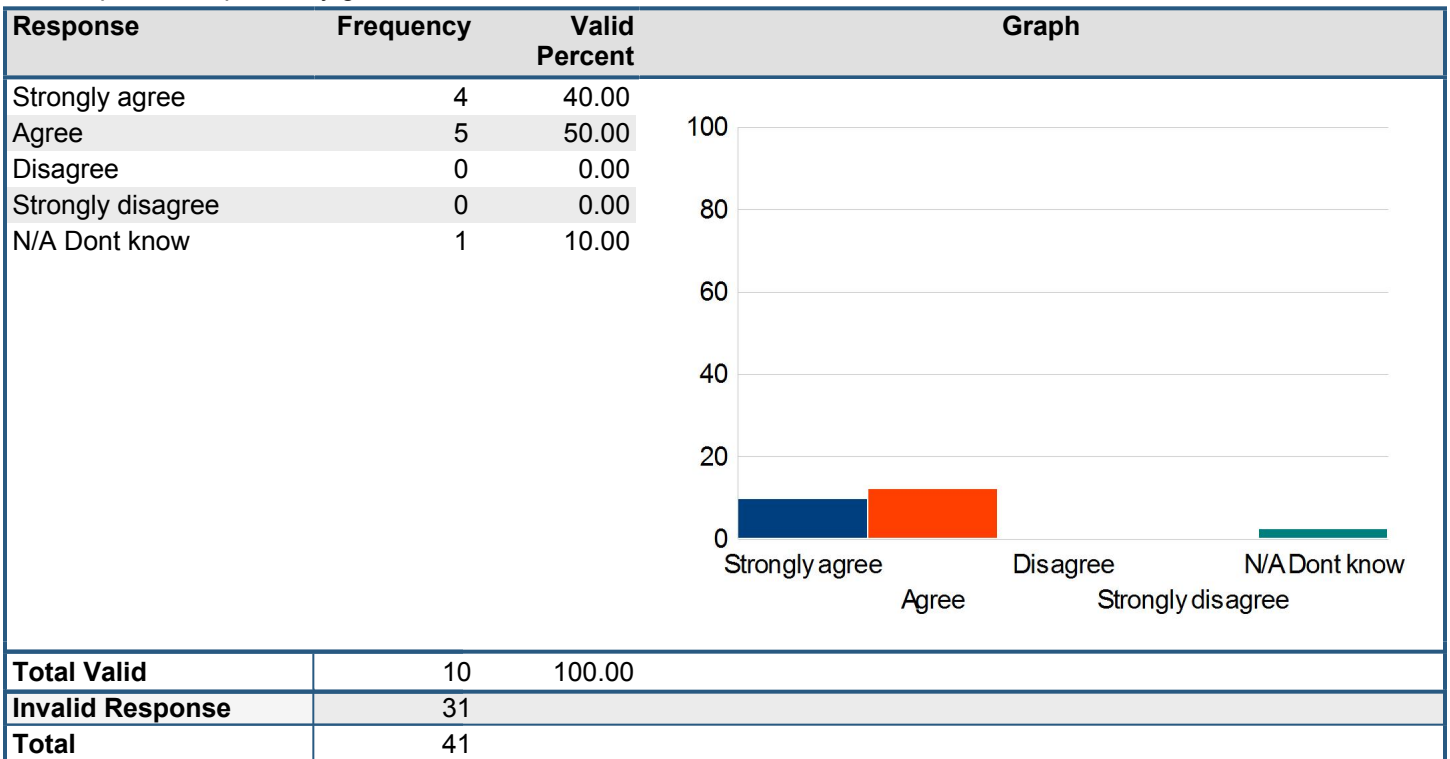 Response Frequency Valid Percent Graph
Strongly agree 4 40.00
Agree 5 50.00
Disagree 0 0.00
Strongly disagree 0 0.00
N/A Dont know 1 10.00
100
80
60
40
20
0
Strongly agree Disagree N/A Dont know
Agree Strongly disagree
Total Valid 10 100.00
Invalid Response 31
Total 41